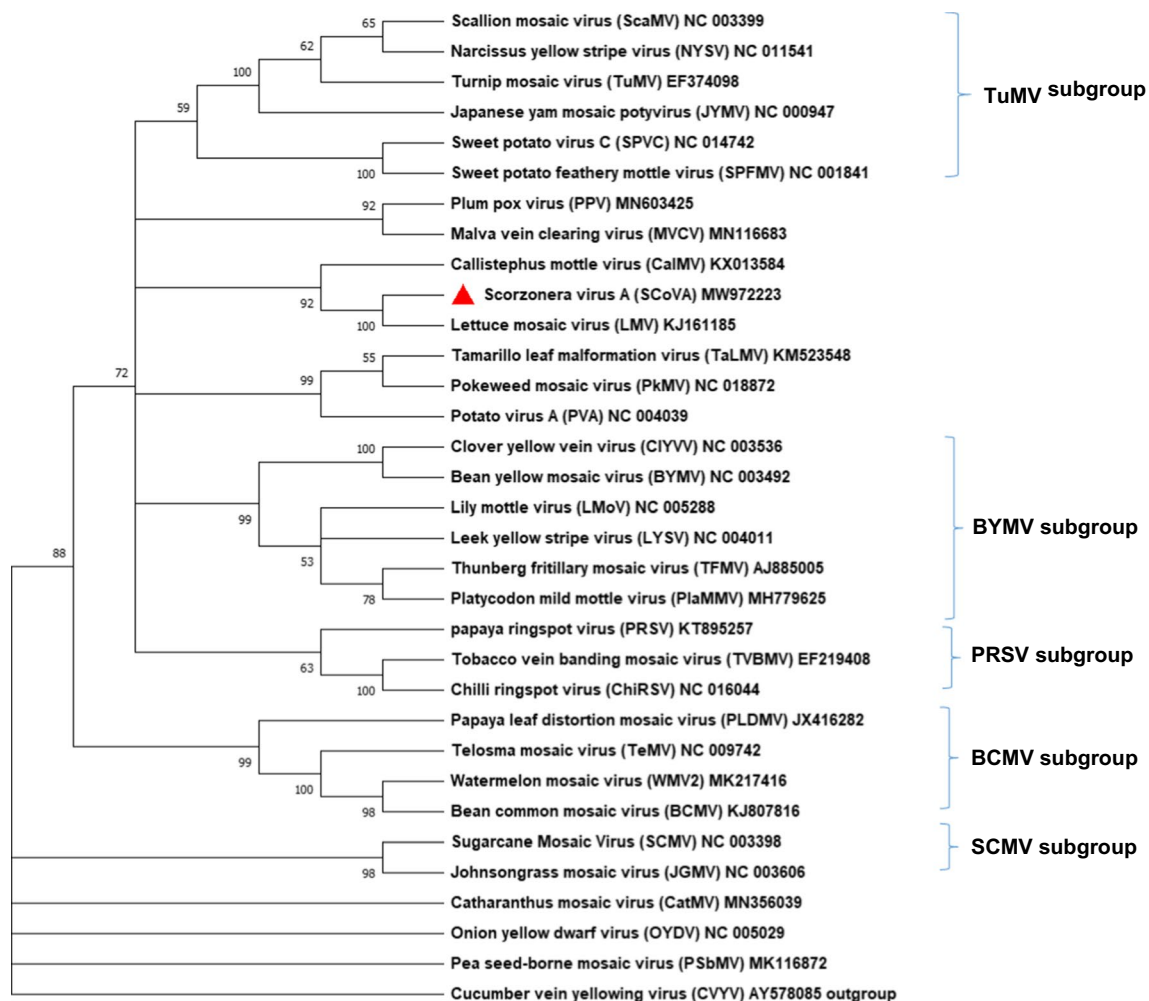 65
Scallion mosaic virus (ScaMV) NC 003399
62
Narcissus yellow stripe virus (NYSV) NC 011541
100
Turnip mosaic virus (TuMV) EF374098
TuMV subgroup
59
Japanese yam mosaic potyvirus (JYMV) NC 000947
Sweet potato virus C (SPVC) NC 014742
100
Sweet potato feathery mottle virus (SPFMV) NC 001841
92
Plum pox virus (PPV) MN603425
Malva vein clearing virus (MVCV) MN116683
Callistephus mottle virus (CalMV) KX013584
92
Scorzonera virus A (SCoVA) MW972223
100
Lettuce mosaic virus (LMV) KJ161185
55
Tamarillo leaf malformation virus (TaLMV) KM523548
72
99
Pokeweed mosaic virus (PkMV) NC 018872
Potato virus A (PVA) NC 004039
100
Clover yellow vein virus (ClYVV) NC 003536
Bean yellow mosaic virus (BYMV) NC 003492
99
Lily mottle virus (LMoV) NC 005288
BYMV subgroup
88
53
Leek yellow stripe virus (LYSV) NC 004011
Thunberg fritillary mosaic virus (TFMV) AJ885005
78
Platycodon mild mottle virus (PlaMMV) MH779625
papaya ringspot virus (PRSV) KT895257
63
Tobacco vein banding mosaic virus (TVBMV) EF219408
PRSV subgroup
100
Chilli ringspot virus (ChiRSV) NC 016044
Papaya leaf distortion mosaic virus (PLDMV) JX416282
99
Telosma mosaic virus (TeMV) NC 009742
BCMV subgroup
100
Watermelon mosaic virus (WMV2) MK217416
98
Bean common mosaic virus (BCMV) KJ807816
Sugarcane Mosaic Virus (SCMV) NC 003398
SCMV subgroup
98
Johnsongrass mosaic virus (JGMV) NC 003606
Catharanthus mosaic virus (CatMV) MN356039
Onion yellow dwarf virus (OYDV) NC 005029
Pea seed-borne mosaic virus (PSbMV) MK116872
Cucumber vein yellowing virus (CVYV) AY578085 outgroup